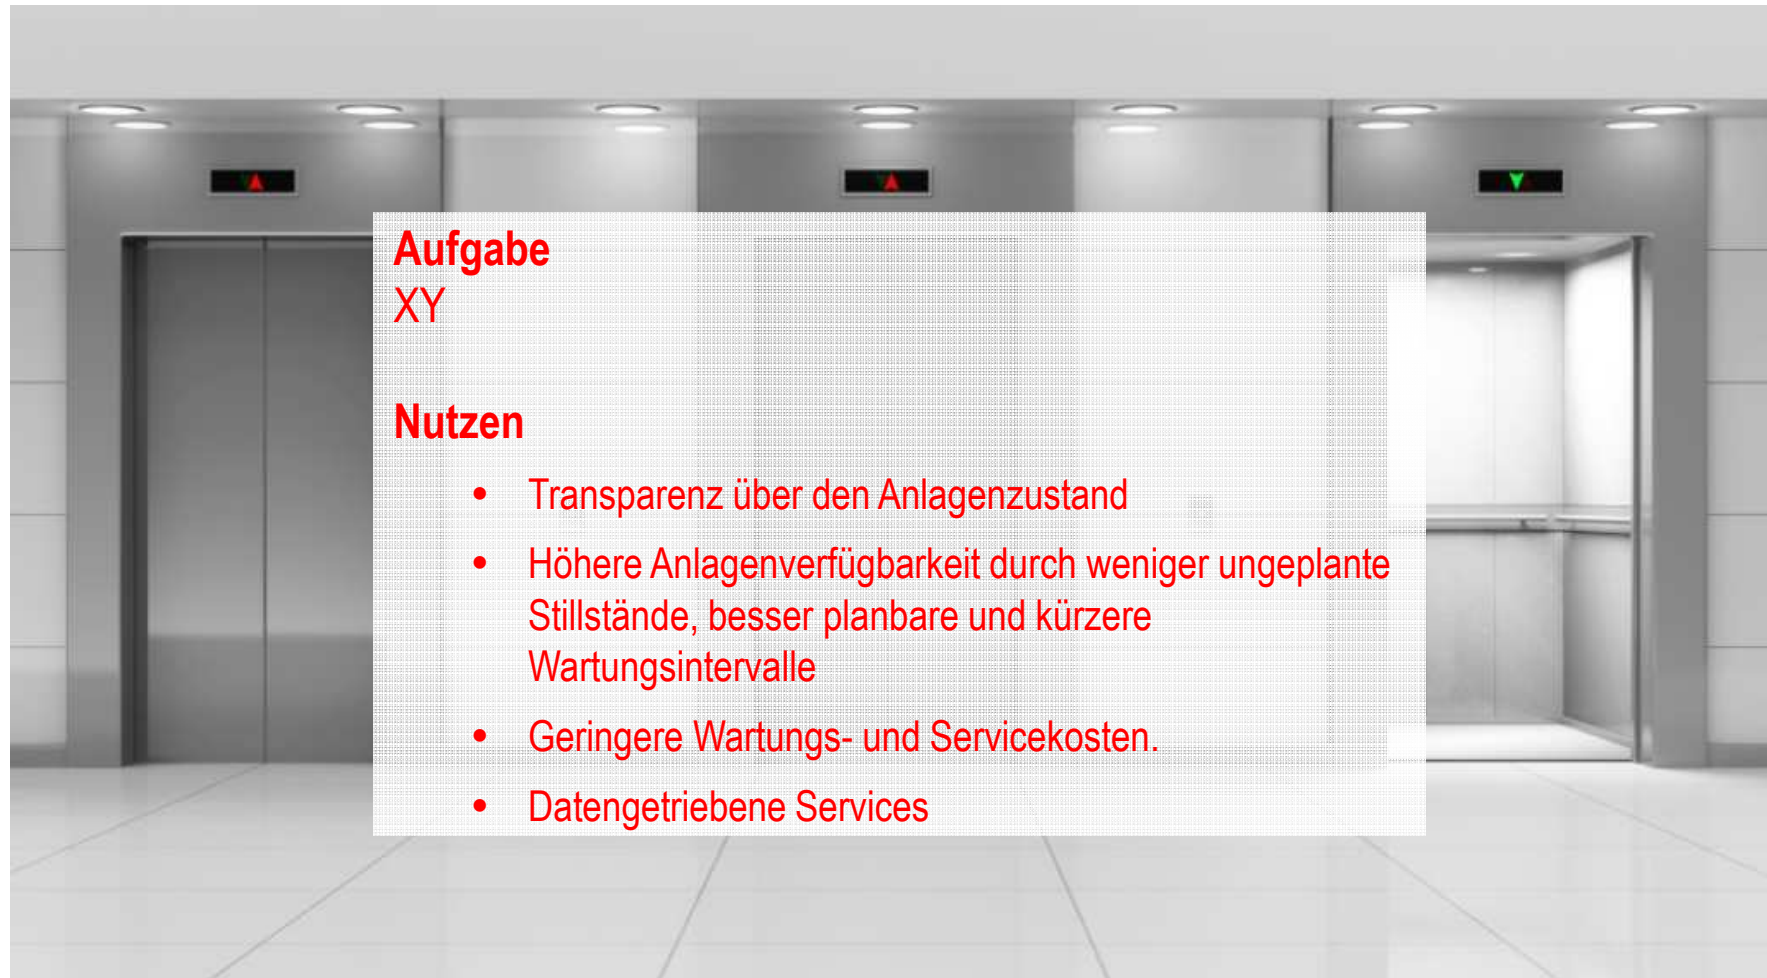 Aufgabe
XY
Nutzen
• Transparenz über den Anlagenzustand
• Höhere Anlagenverfügbarkeit durch weniger ungeplante
Stillstände, besser planbare und kürzere
Wartungsintervalle
• Geringere Wartungs- und Servicekosten.
• Datengetriebene Services